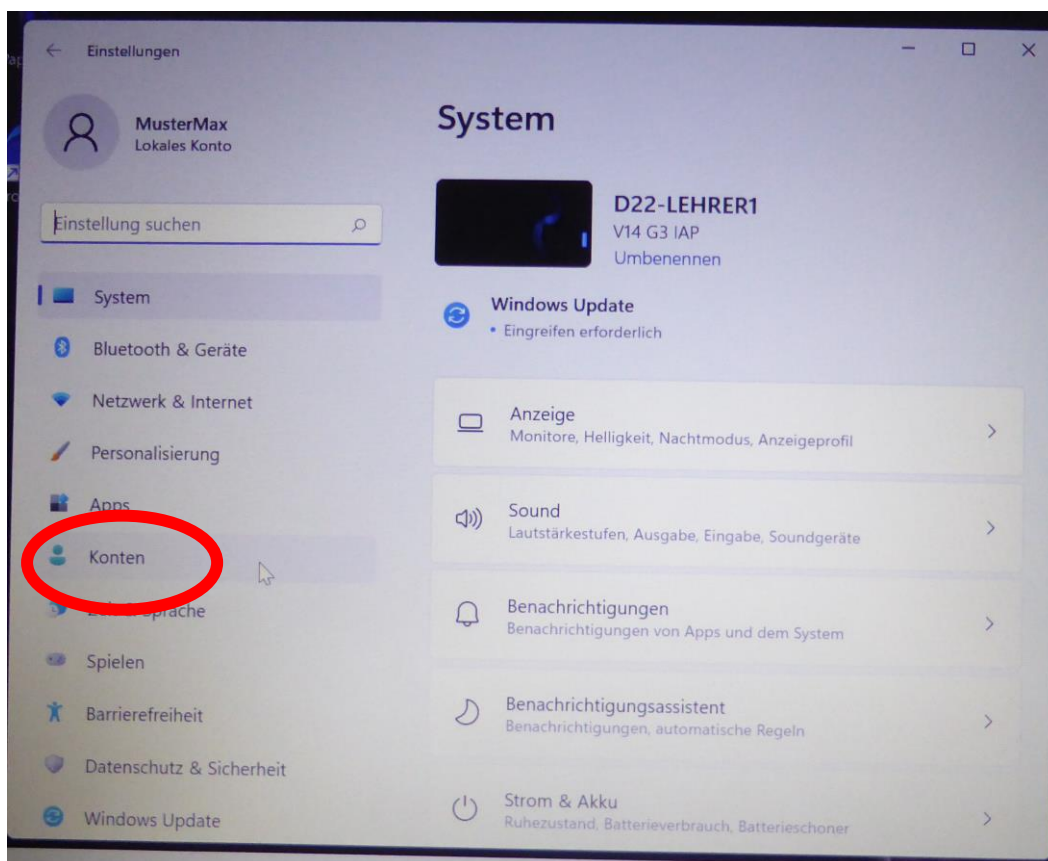 Einstellungen
MusterMax
Lokales Konto
Einstellung suchen
System
Bluetooth & Geräte
Netzwerk & Internet
Personalisierung
Apps
Konten
Sprache
Spielen
Barrierefreiheit
Datenschutz & Sicherheit
Windows Update
System
D22-LEHRER1
V14 G3 IAP
Umbenennen
Windows Update
• Eingreifen erforderlich
Anzeige
Monitore, Helligkeit, Nachtmodus, Anzeigeprofil
Sound
Lautstärkestufen, Ausgabe, Eingabe, Soundgeräte
Benachrichtigungen
Benachrichtigungen von Apps und dem System
Benachrichtigungsassistent
Benachrichtigungen, automatische Regeln
Strom & Akku
Ruhezustand, Batterieverbrauch, Batterieschoner